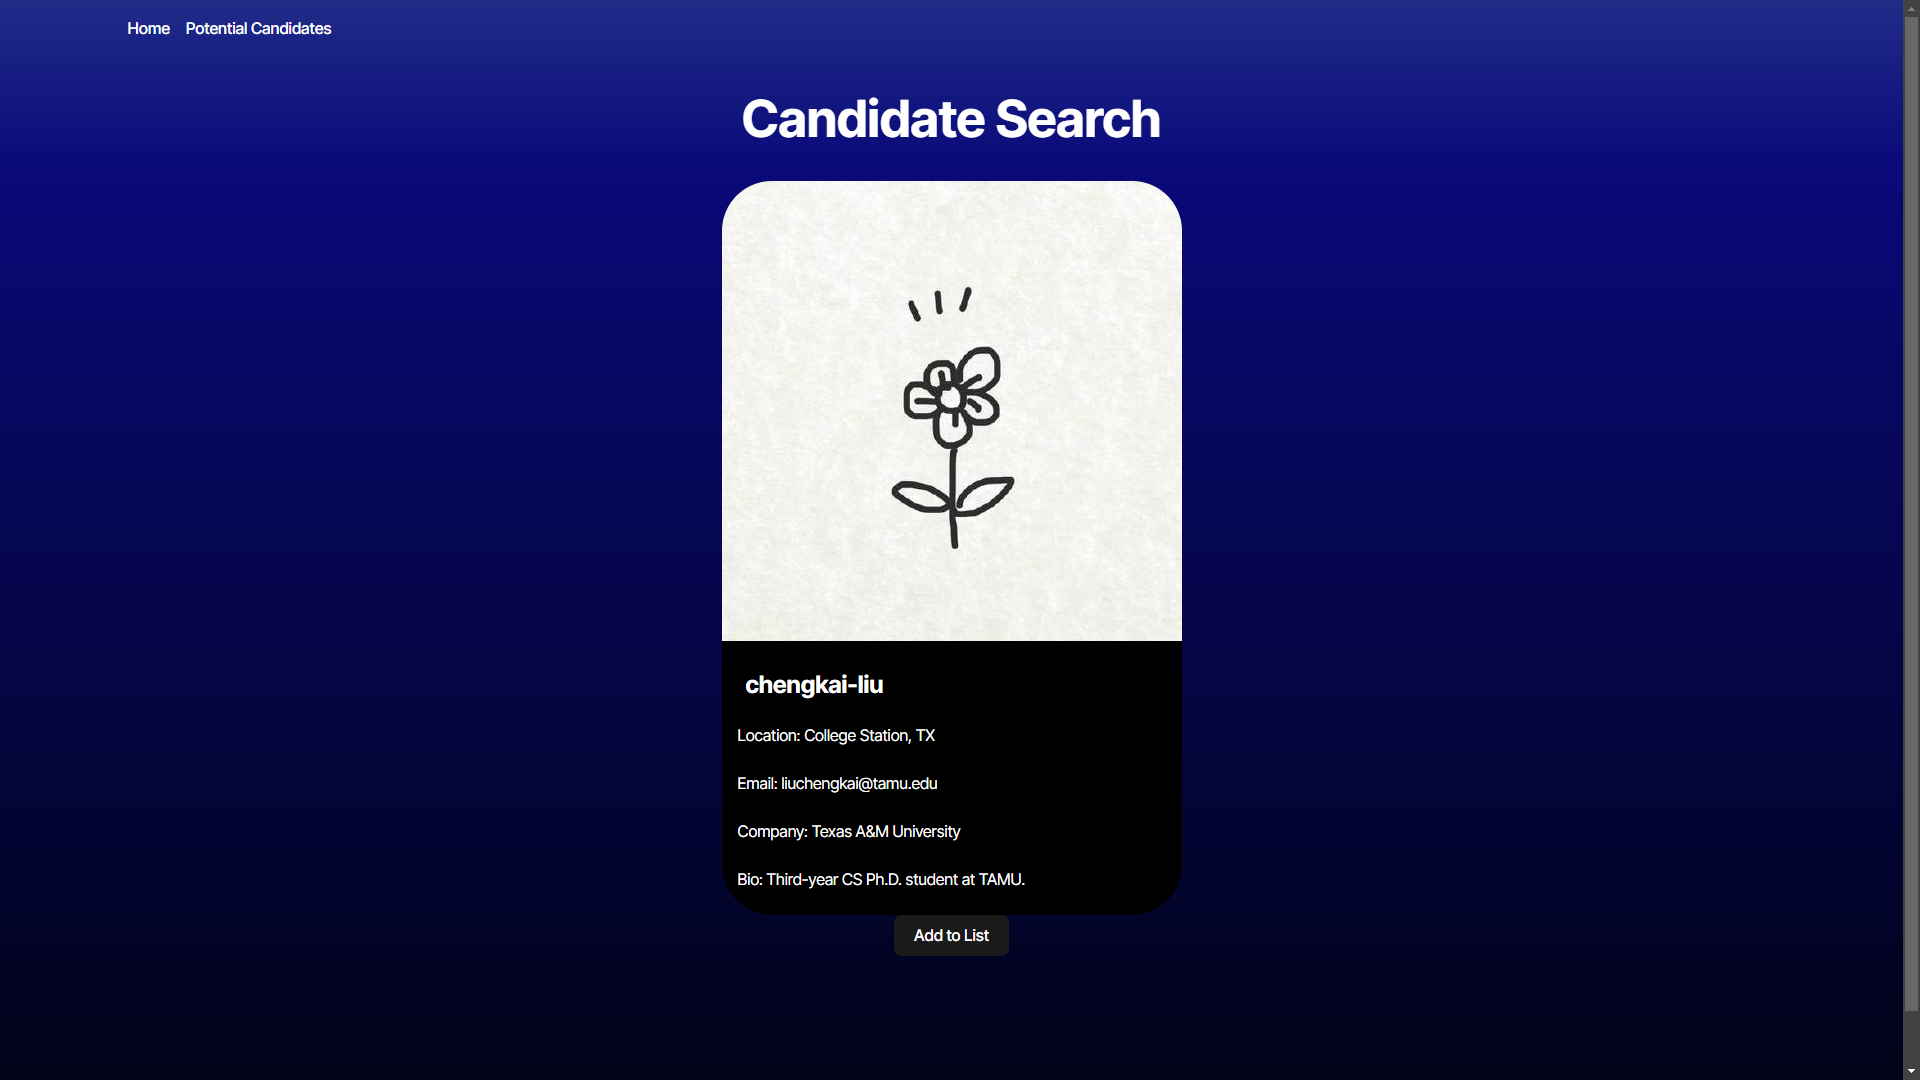 Home Potential Candidates
Candidate Search
chengkai-liu
Location: College Station, TX
Email: liuchengkai@tamu.edu
Company: Texas A&M University
Bio: Third-year CS Ph.D. student at TAMU.
Add to List